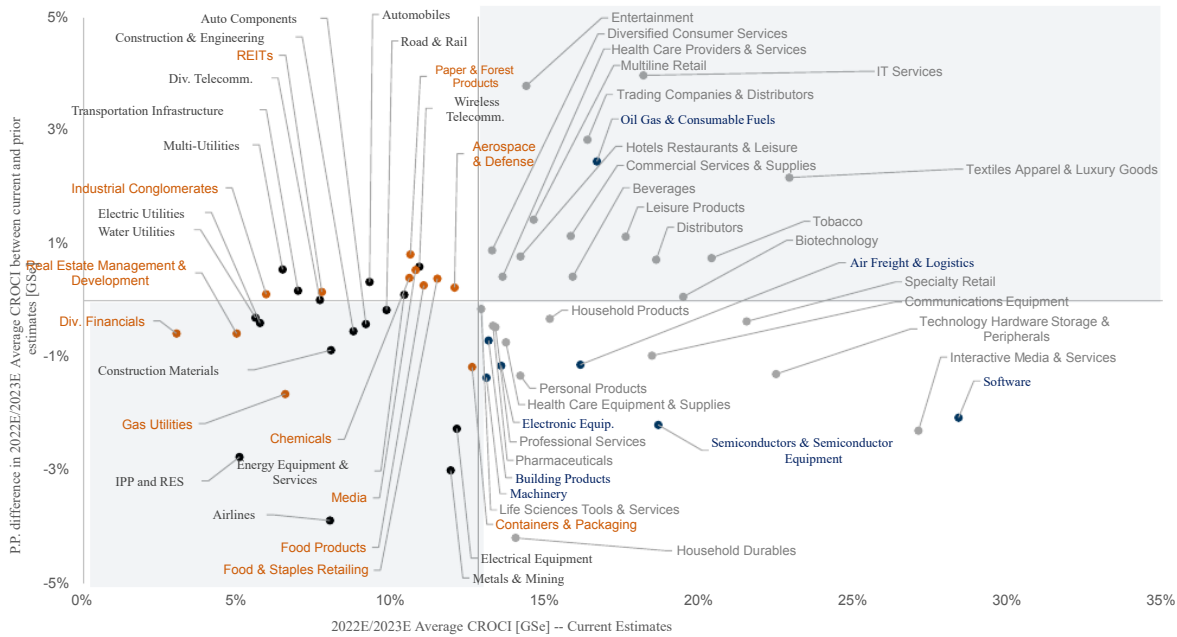 5%
3%
1%
-1%
-3%
-5%
0%
5%
10%
15%
20%
25%
30%
35%
P.P. difference in 2022E/2023E Average CROCI between current and prior
estimates [GSe]
2022E/2023E Average CROCI [GSe] -- Current Estimates
Auto Components
Automobiles
Construction & Engineering
Road & Rail
REITs
Div. Telecomm.
Paper & Forest
Products
Wireless
Telecomm.
Transportation Infrastructure
Multi-Utilities
Aerospace
& Defense
Industrial Conglomerates
Electric Utilities
Water Utilities
Real Estate Management &
Development
Div. Financials
Construction Materials
Gas Utilities
Chemicals
Energy Equipment &
Services
IPP and RES
Media
Airlines
Food Products
Food & Staples Retailing
Entertainment
Diversified Consumer Services
Health Care Providers & Services
Multiline Retail
IT Services
Trading Companies & Distributors
Oil Gas & Consumable Fuels
Hotels Restaurants & Leisure
Commercial Services & Supplies
Textiles Apparel & Luxury Goods
Beverages
Leisure Products
Tobacco
Distributors
Biotechnology
Air Freight & Logistics
Specialty Retail
Communications Equipment
Household Products
Technology Hardware Storage &
Peripherals
Interactive Media & Services
Software
Personal Products
Health Care Equipment & Supplies
Electronic Equip.
Professional Services
Semiconductors & Semiconductor
Equipment
Pharmaceuticals
Building Products
Machinery
Life Sciences Tools & Services
Containers & Packaging
Household Durables
Electrical Equipment
Metals & Mining